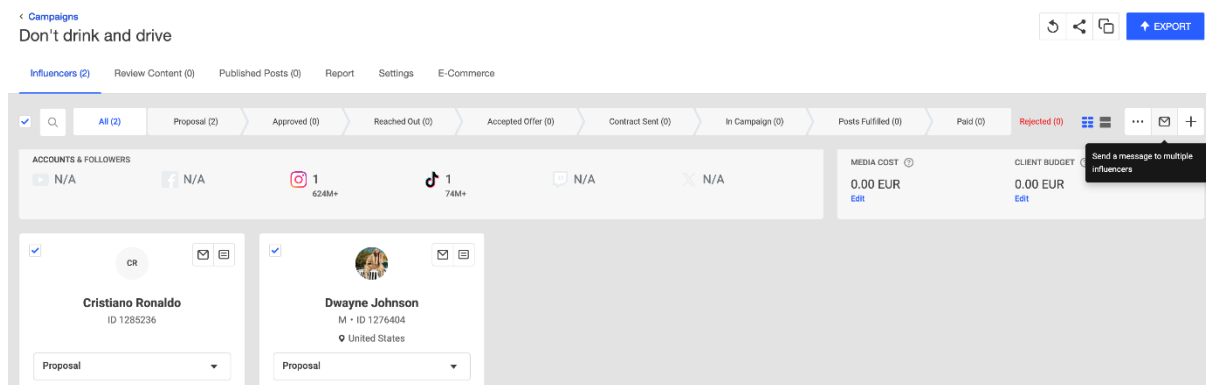 ‹ Campaigns
Don't drink and drive
EXPORT
Influencers (2) Review Content (0) Published Posts (0) Report Settings E-Commerce
All (2) Proposal (2) Approved (0) Reached Out (0) Accepted Offer (0) Contract Sent (0) In Campaign (0) Posts Fulfilled (0) Paid (0) Rejected (0)
Send a message to multiple
influencers
ACCOUNTS & FOLLOWERS
N/A N/A 1 1 N/A N/A
624M+ 74M+
MEDIA COST CLIENT BUDGET
0.00 EUR 0.00 EUR
Edit Edit
CR
Cristiano Ronaldo
ID 1285236
Proposal
Dwayne Johnson
M • ID 1276404
United States
Proposal